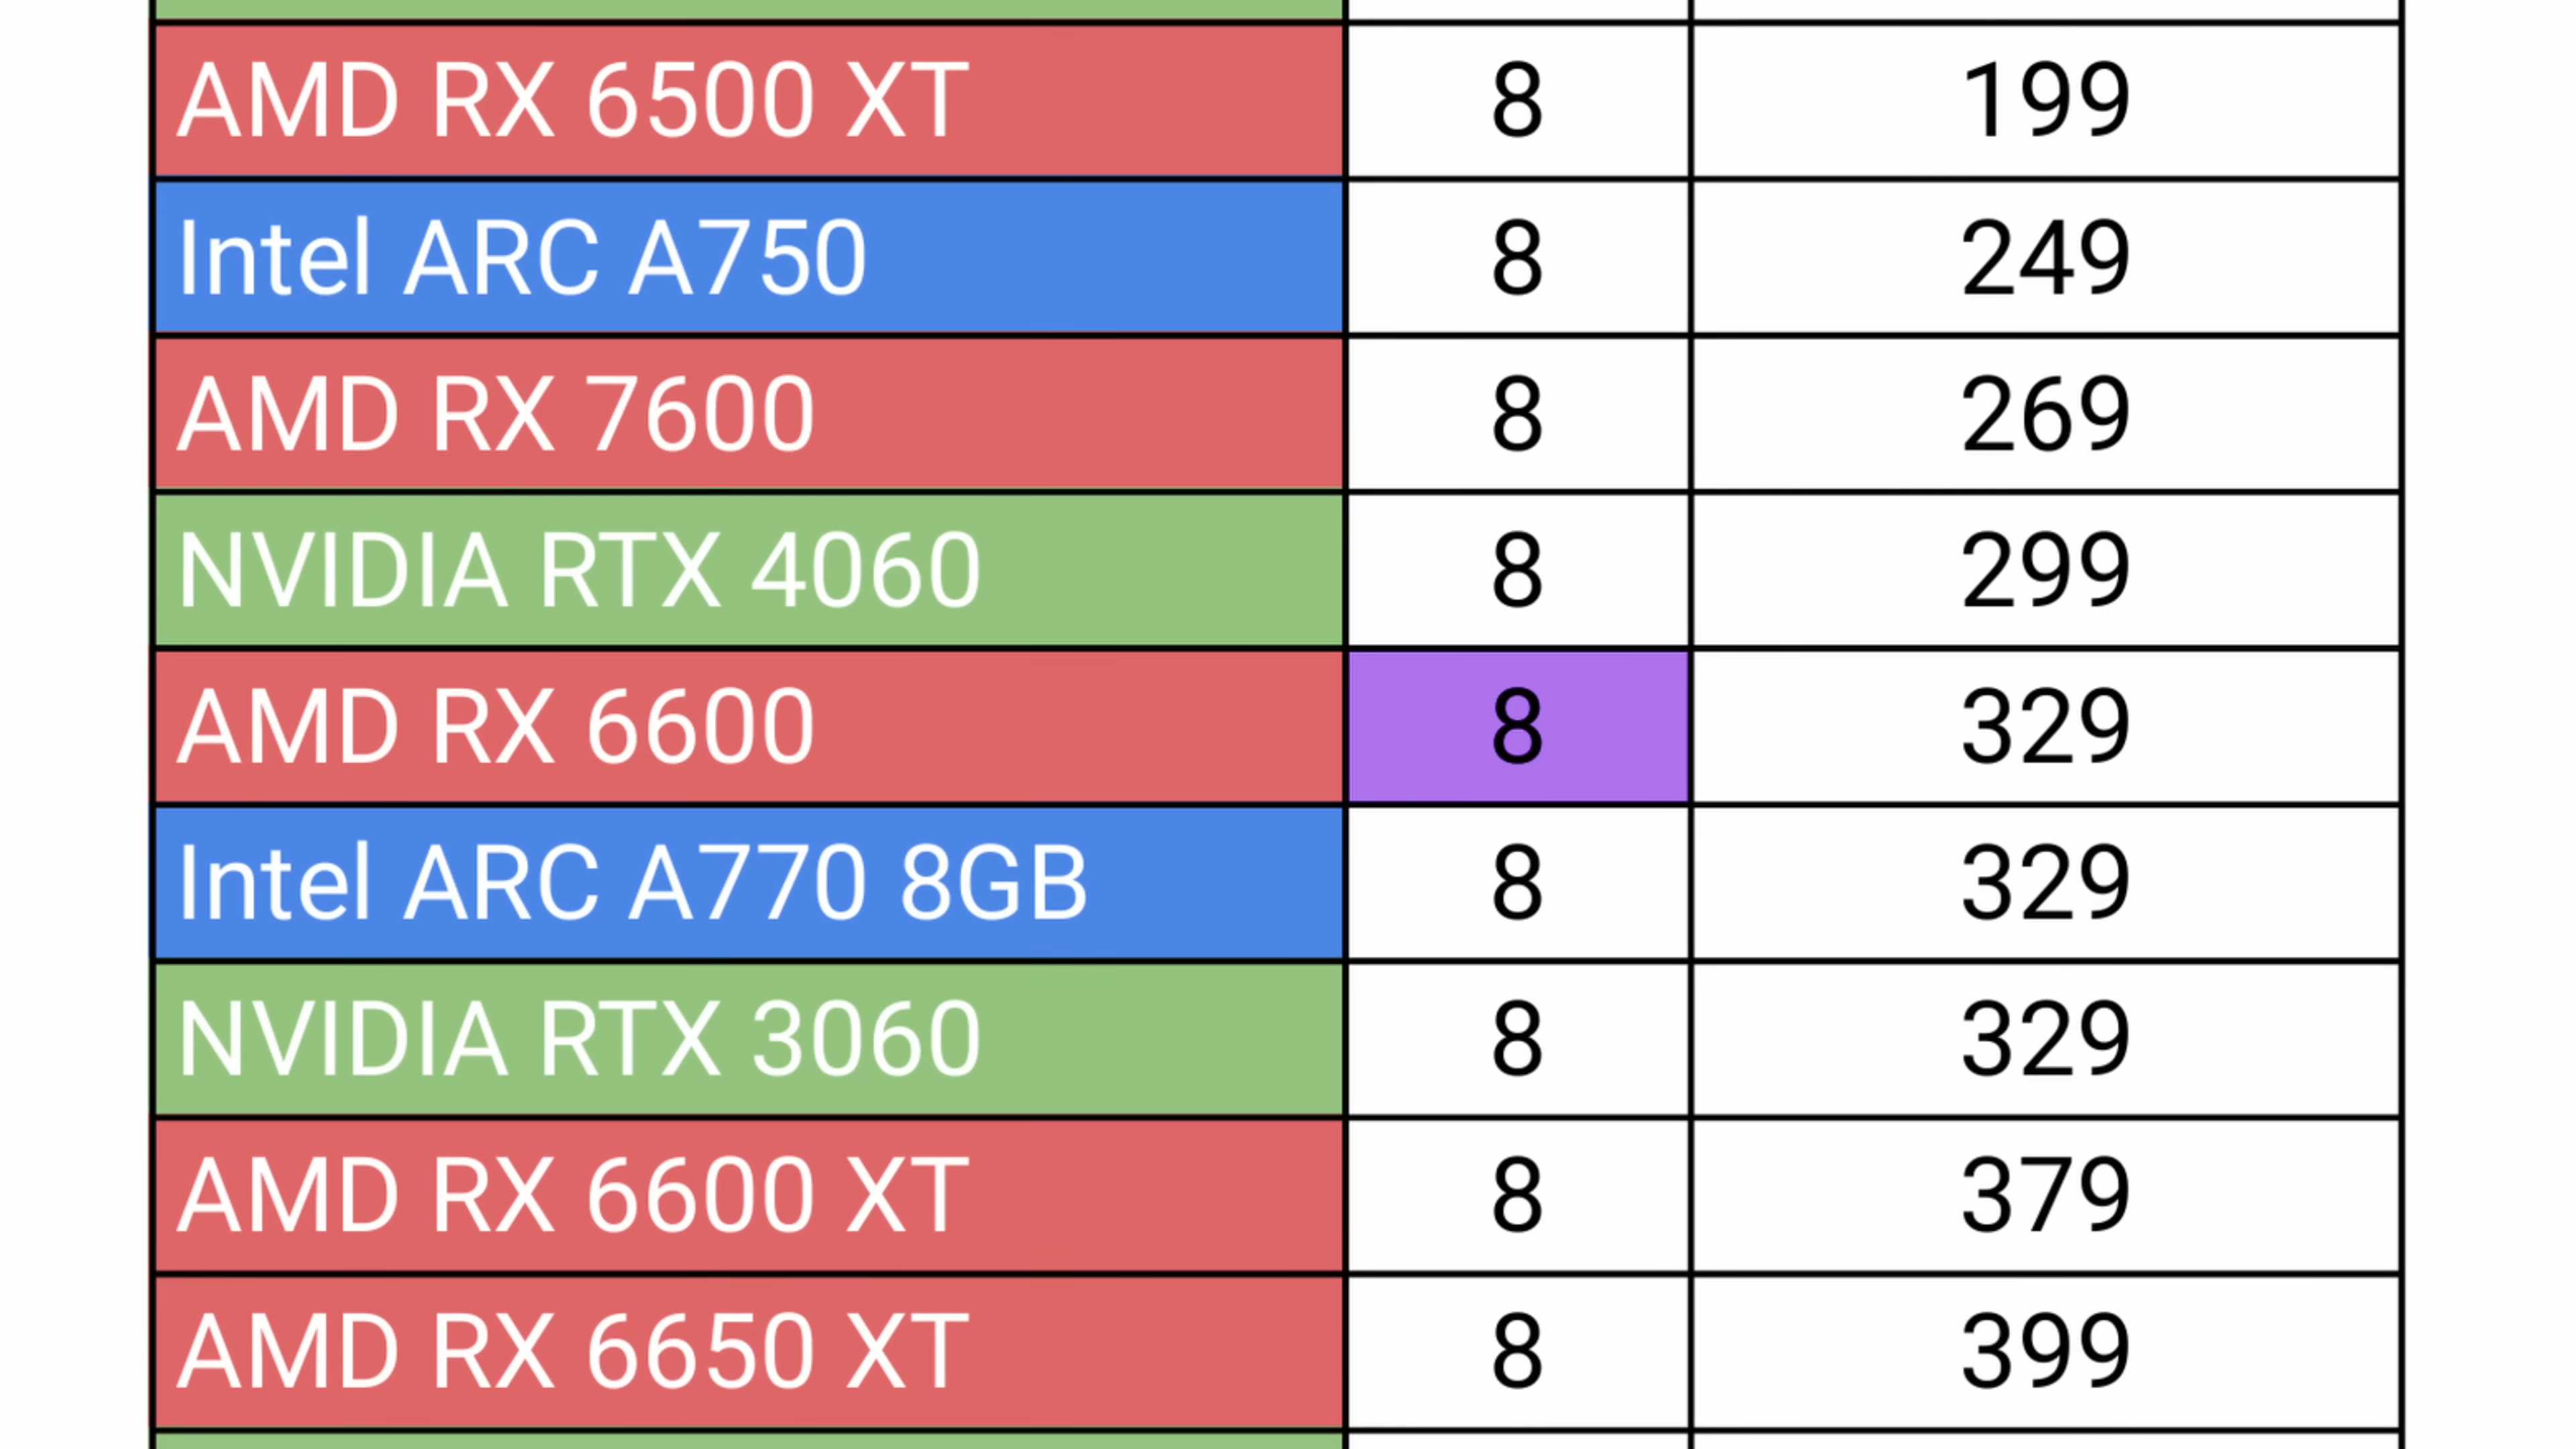 AMD RX 6500 XT 8 199
Intel ARC A750 8 249
AMD RX 7600 8 269
NVIDIA RTX 4060 8 299
AMD RX 6600 8 329
Intel ARC A770 8GB 8 329
NVIDIA RTX 3060 8 329
AMD RX 6600 XT 8 379
AMD RX 6650 XT 8 399